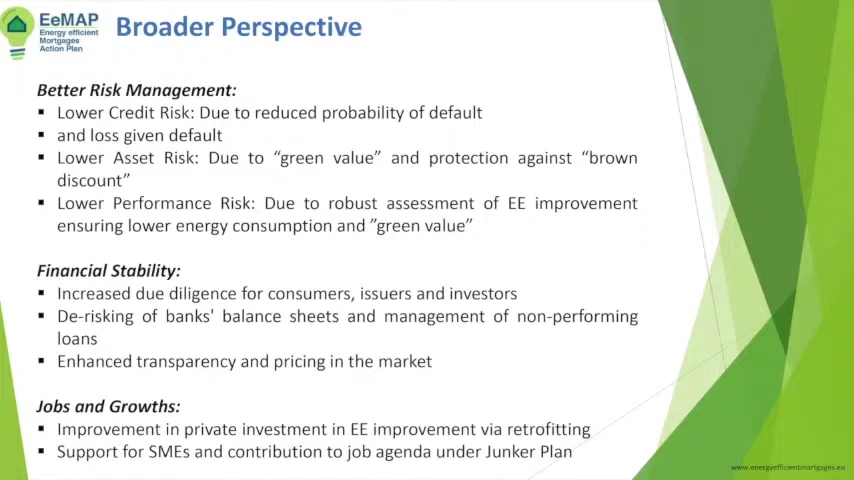 EeMAP
Energy efficient
Mortgages
Action Plan
Broader Perspective
Better Risk Management:
▪ Lower Credit Risk: Due to reduced probability of default
▪ and loss given default
▪ Lower Asset Risk: Due to “green value” and protection against “brown
discount”
▪ Lower Performance Risk: Due to robust assessment of EE improvement
ensuring lower energy consumption and ”green value”
Financial Stability:
▪ Increased due diligence for consumers, issuers and investors
▪ De-risking of banks' balance sheets and management of non-performing
loans
▪ Enhanced transparency and pricing in the market
Jobs and Growths:
▪ Improvement in private investment in EE improvement via retrofitting
▪ Support for SMEs and contribution to job agenda under Junker Plan
www.energyefficientmartgages.eu